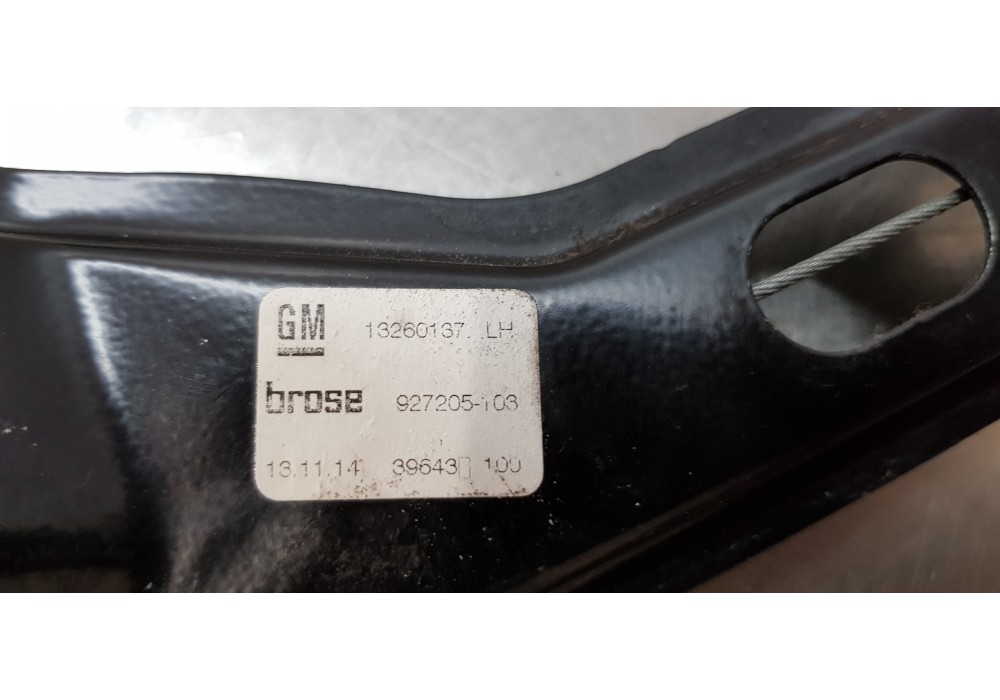 GM 13260137 LH
brose 927205-103
13.11.14 39643 100